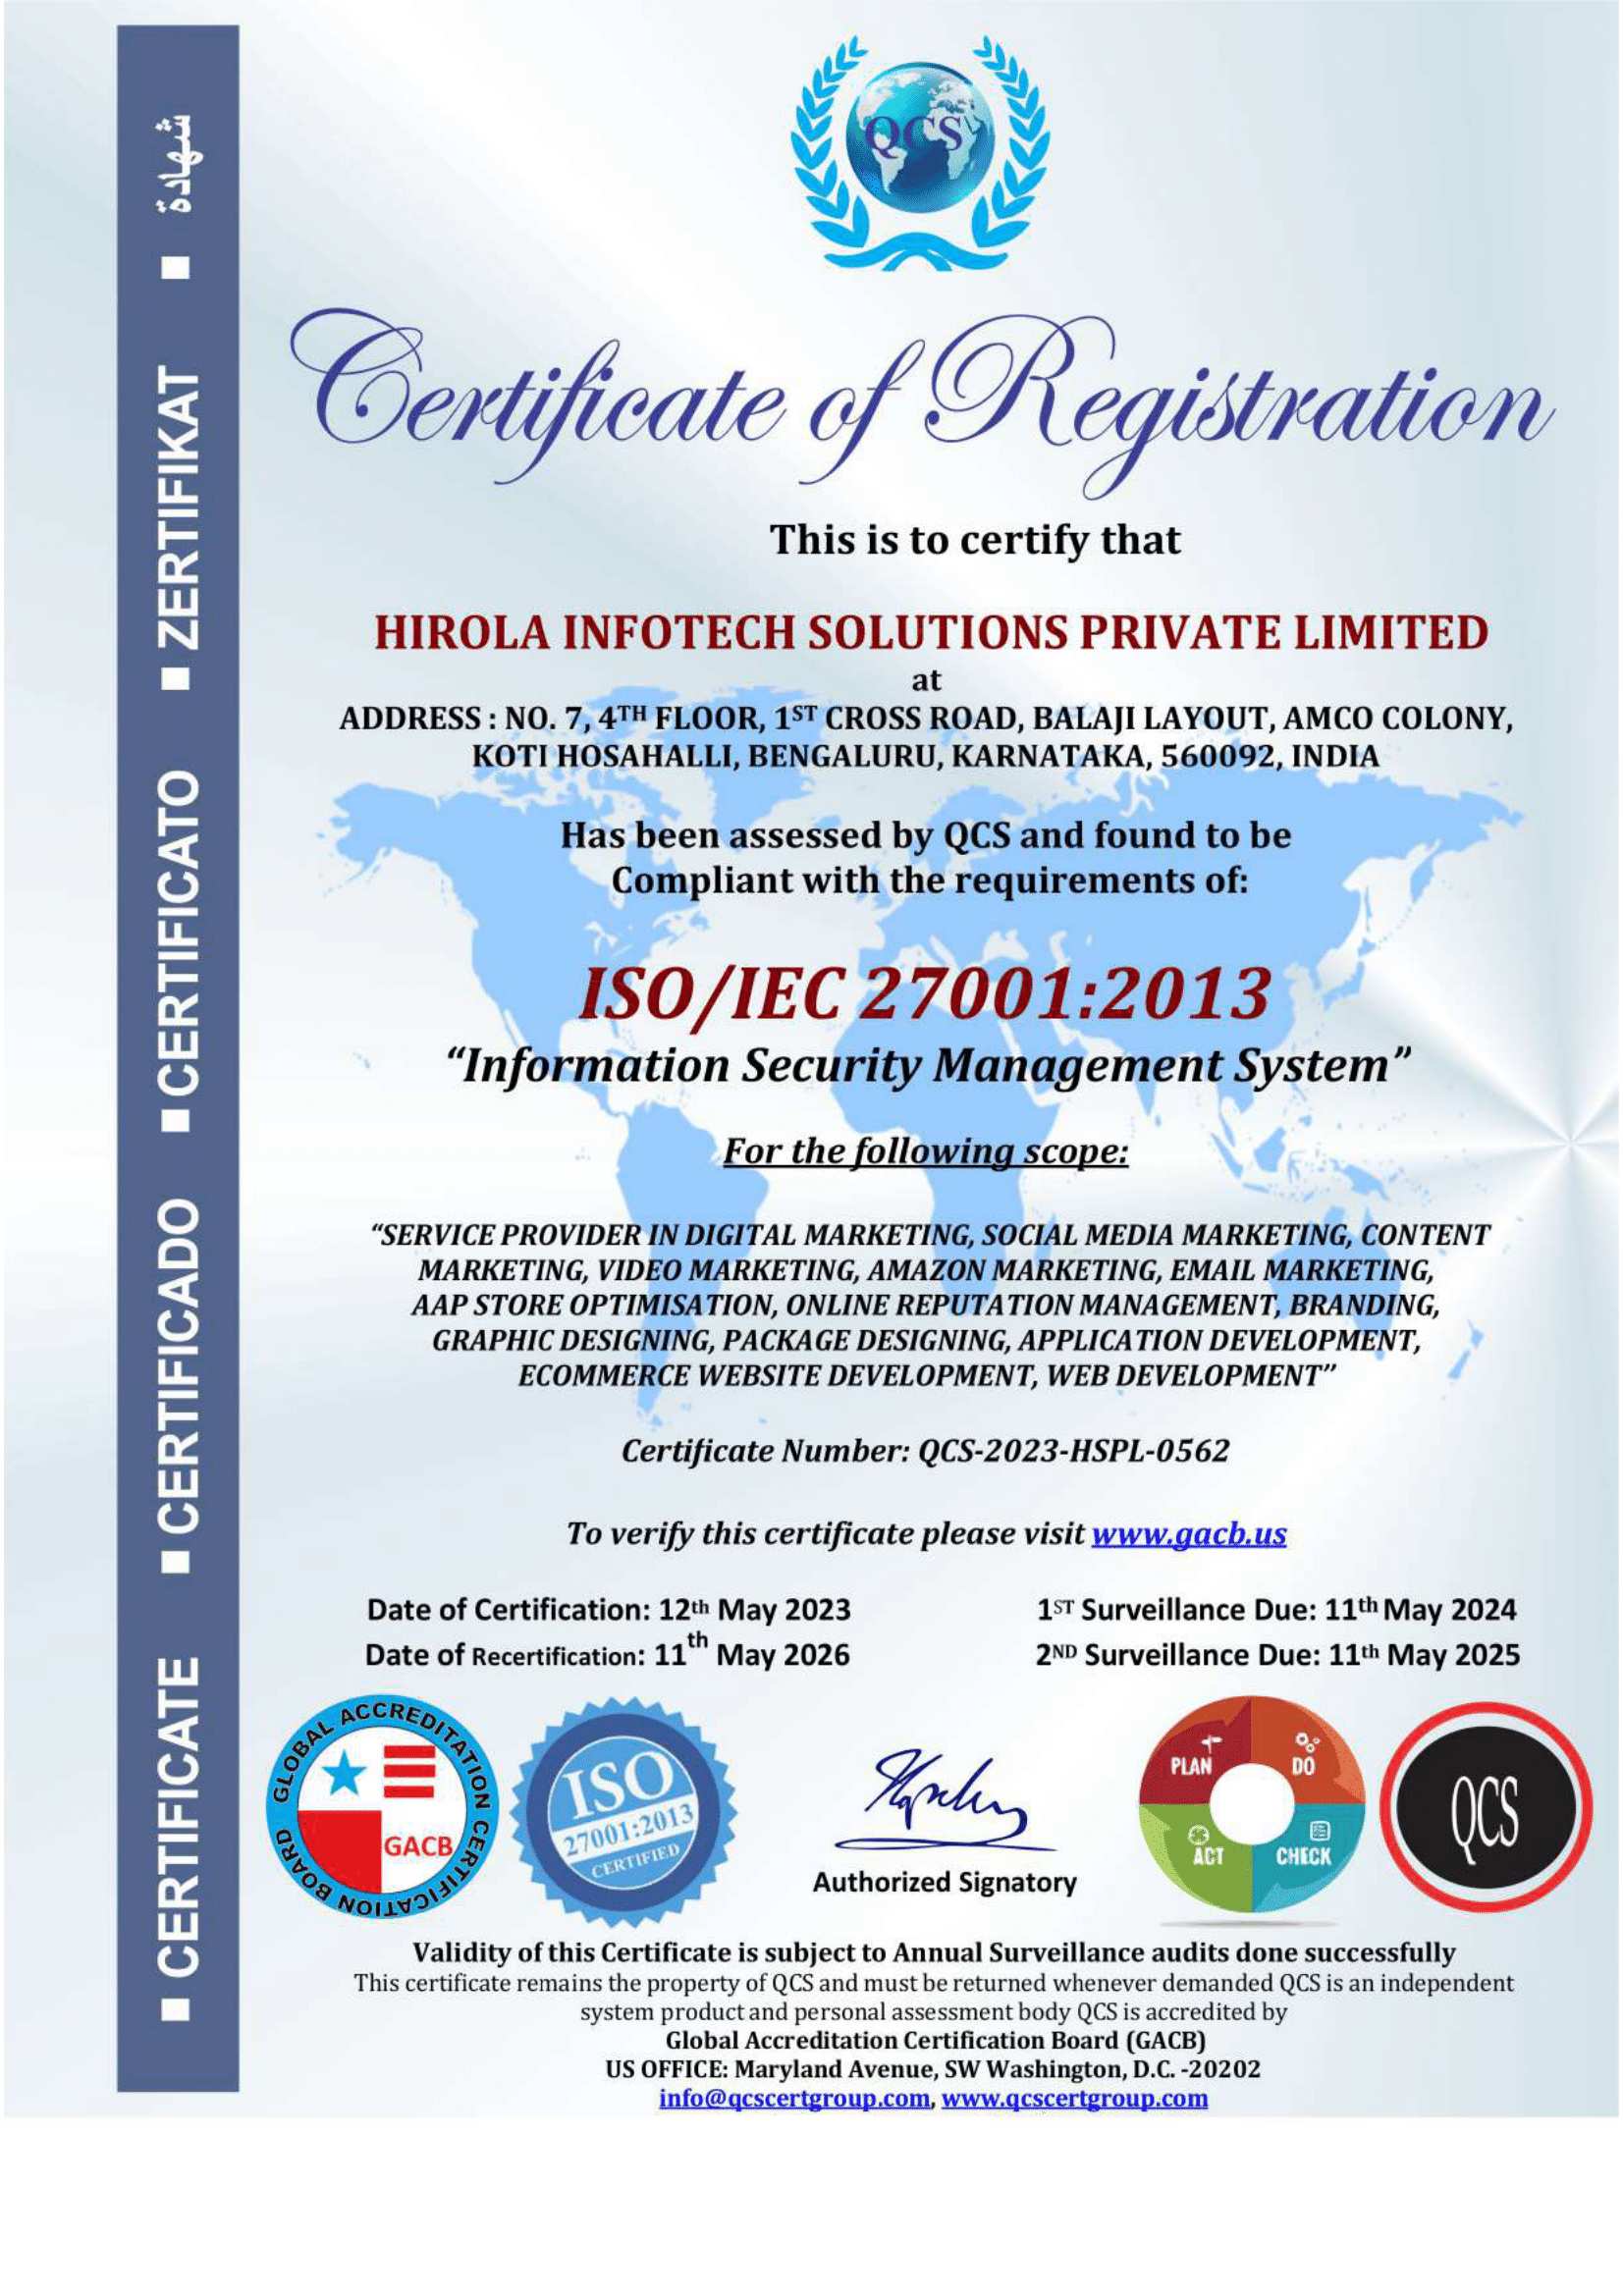 QCS
Certificate of Registration
This is to certify that
HIROLA INFOTECH SOLUTIONS PRIVATE LIMITED
at
ADDRESS : NO. 7, 4TH FLOOR, 1ST CROSS ROAD, BALAJI LAYOUT, AMCO COLONY,
KOTI HOSAHALLI, BENGALURU, KARNATAKA, 560092, INDIA
Has been assessed by QCS and found to be
Compliant with the requirements of:
ISO/IEC 27001:2013
“Information Security Management System”
For the following scope:
“SERVICE PROVIDER IN DIGITAL MARKETING, SOCIAL MEDIA MARKETING, CONTENT
MARKETING, VIDEO MARKETING, AMAZON MARKETING, EMAIL MARKETING,
AAP STORE OPTIMISATION, ONLINE REPUTATION MANAGEMENT, BRANDING,
GRAPHIC DESIGNING, PACKAGE DESIGNING, APPLICATION DEVELOPMENT,
ECOMMERCE WEBSITE DEVELOPMENT, WEB DEVELOPMENT”
Certificate Number: QCS-2023-HSPL-0562
To verify this certificate please visit www.gacb.us
Date of Certification: 12th May 2023
Date of Recertification: 11th May 2026
1ST Surveillance Due: 11th May 2024
2ND Surveillance Due: 11th May 2025
GLOBAL ACCREDITATION CERTIFICATION BOARD
GACB
ISO
27001:2013
CERTIFIED
Authorized Signatory
PLAN
DO
ACT
CHECK
QCS
Validity of this Certificate is subject to Annual Surveillance audits done successfully
This certificate remains the property of QCS and must be returned whenever demanded QCS is an independent
system product and personal assessment body QCS is accredited by
Global Accreditation Certification Board (GACB)
US OFFICE: Maryland Avenue, SW Washington, D.C. -20202
info@qcscertgroup.com, www.qcscertgroup.com
■ CERTIFICATE ■ CERTIFICADO ■ CERTIFICATO ■ ZERTIFIKAT ■ شهادة